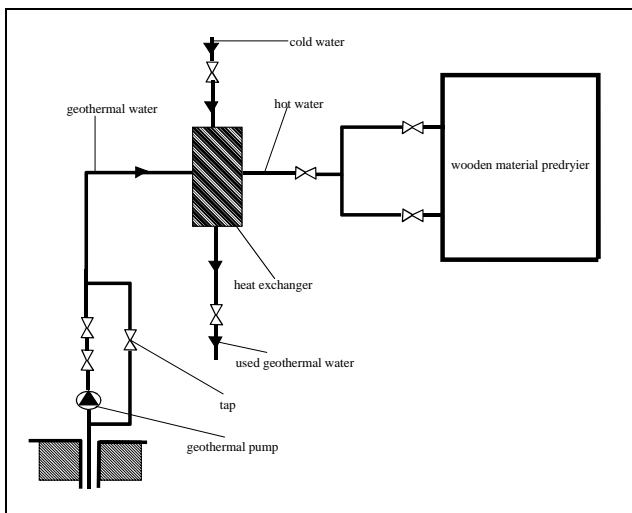 cold water
geothermal water
hot water
wooden material predryier
heat exchanger
used geothermal water
tap
geothermal pump